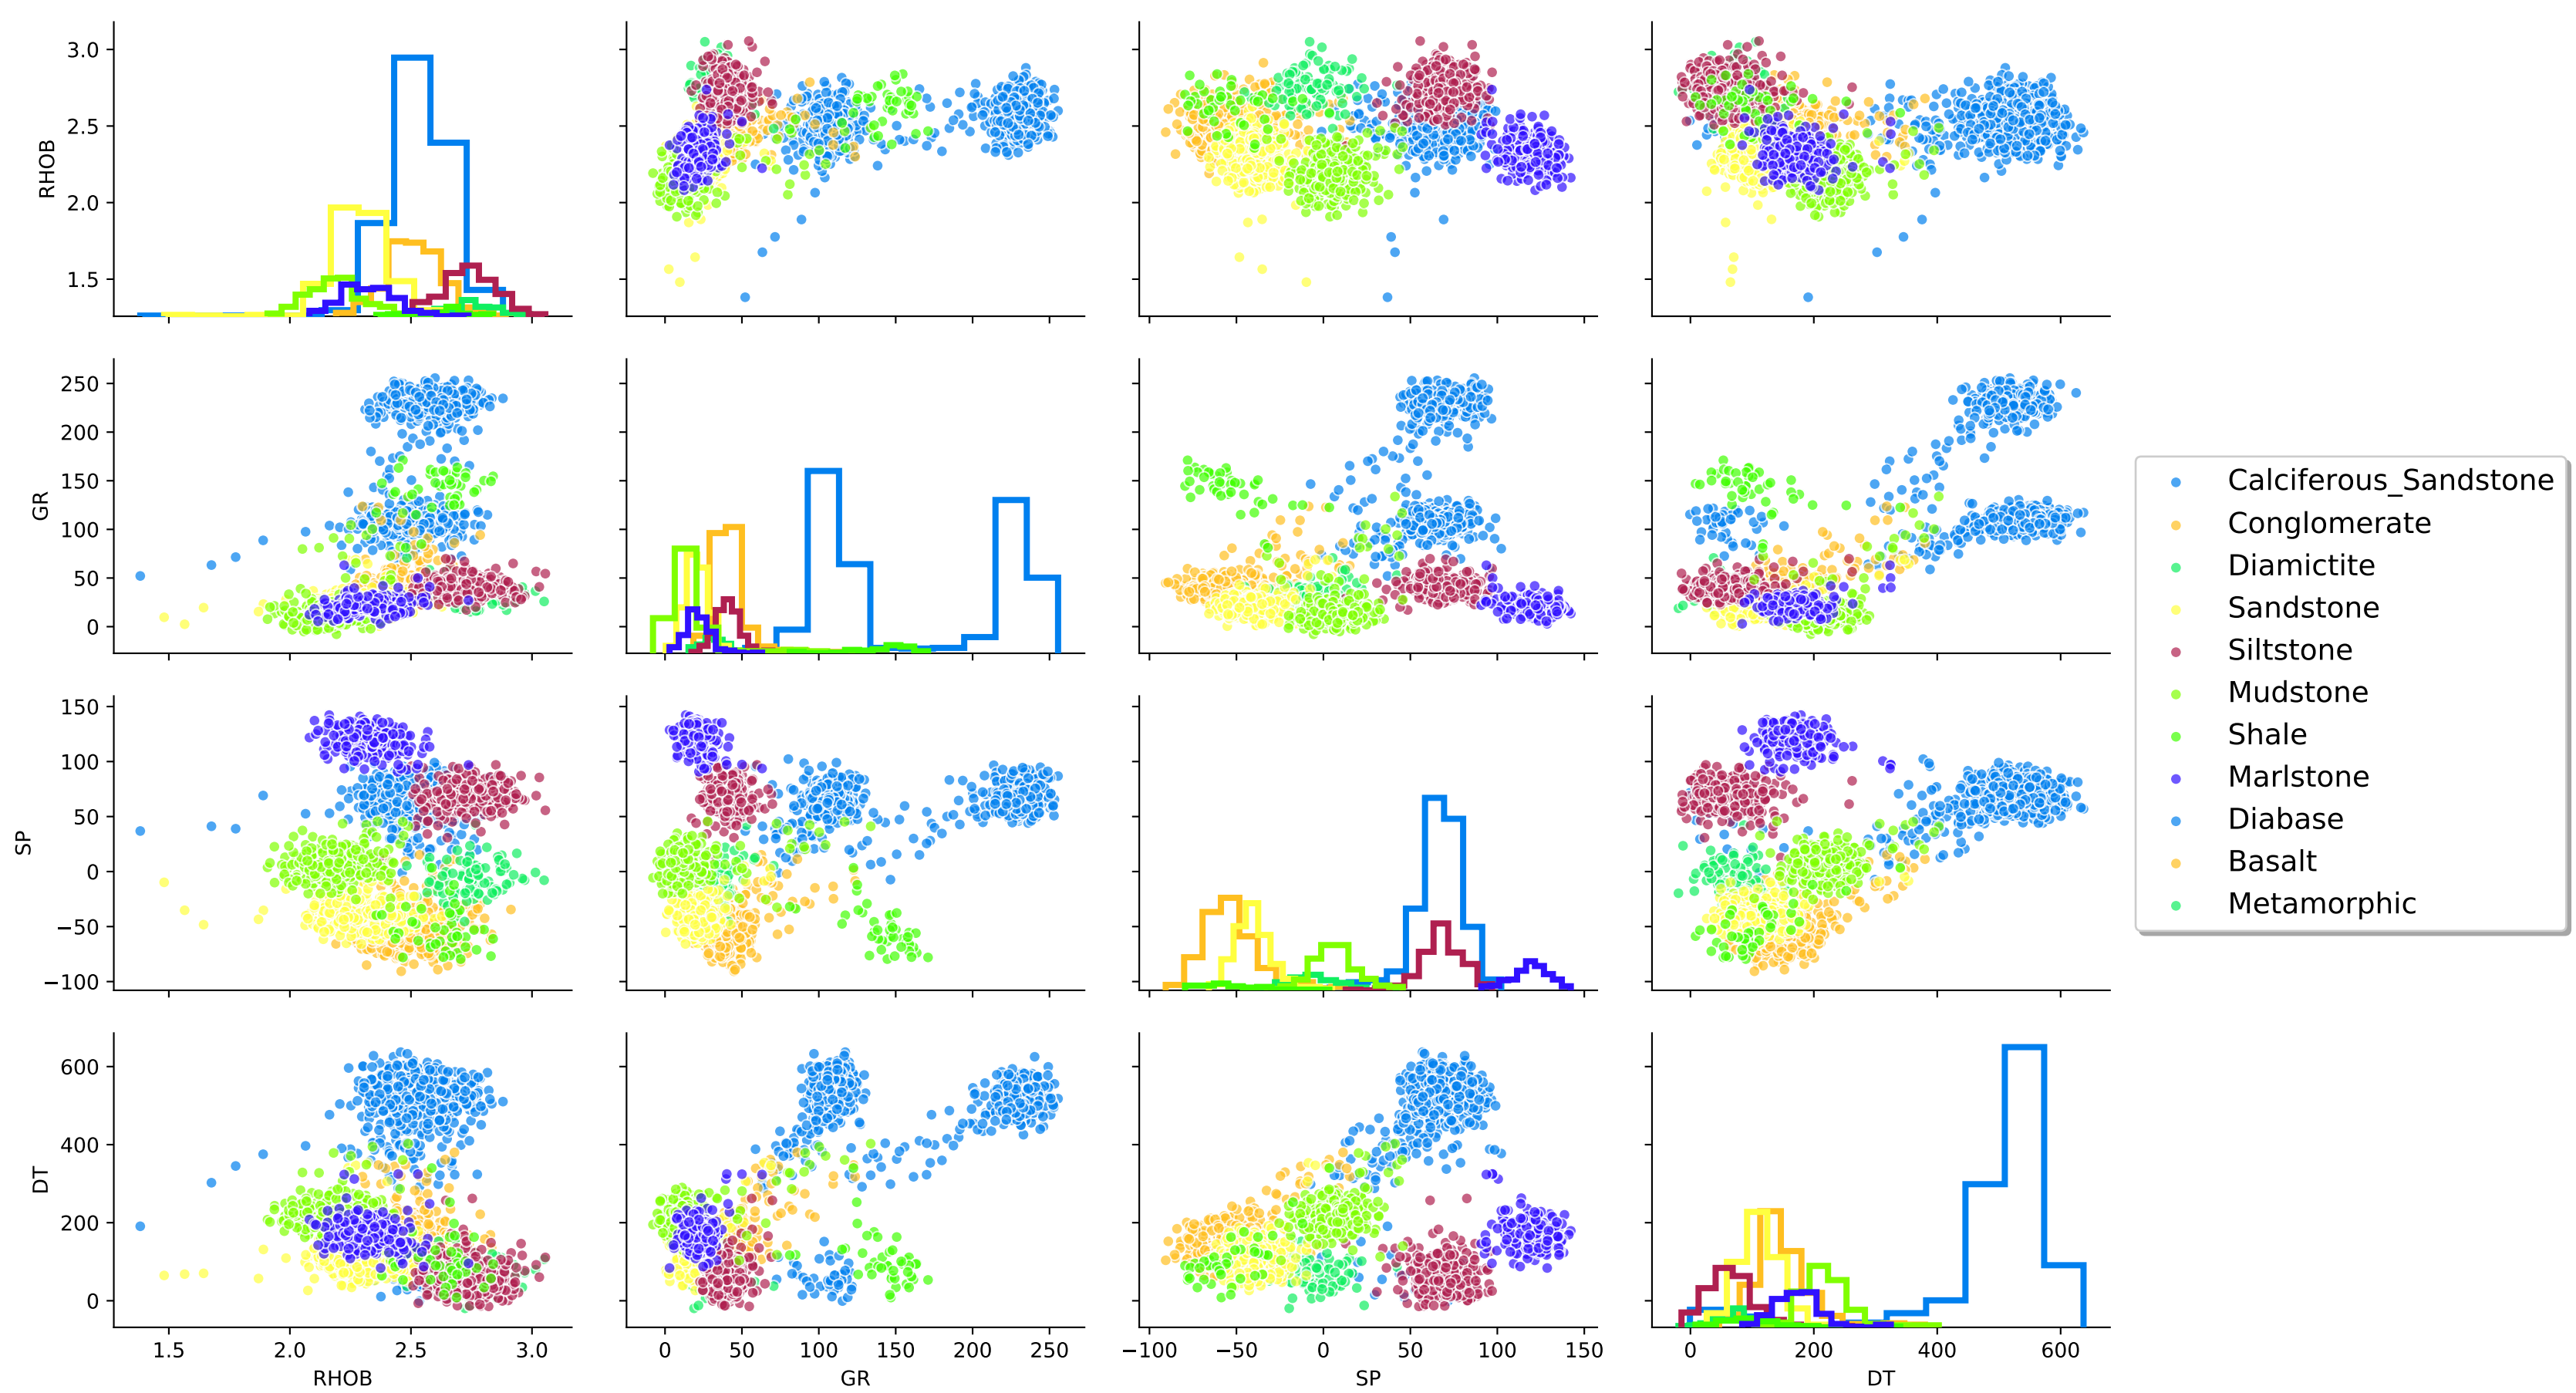 RHOB
3.0
2.5
2.0
1.5
GR
250
200
150
100
50
0
SP
150
100
50
0
−50
−100
DT
600
400
200
0
1.5 2.0 2.5 3.0
RHOB
0 50 100 150 200 250
GR
−100 −50 0 50 100 150
SP
0 200 400 600
DT
Calciferous_Sandstone
Conglomerate
Diamictite
Sandstone
Siltstone
Mudstone
Shale
Marlstone
Diabase
Basalt
Metamorphic